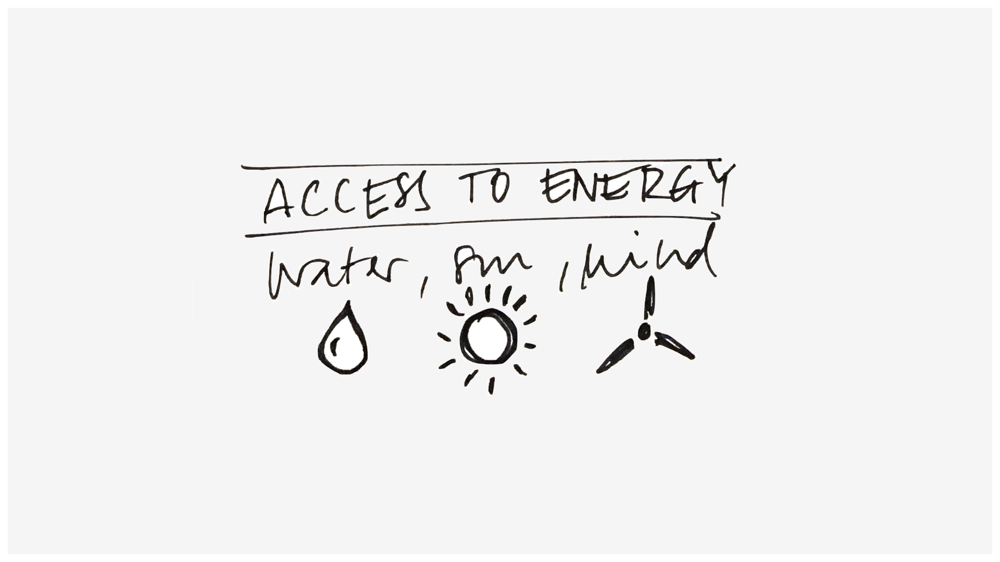 ACCESS TO ENERGY
water, sun, wind